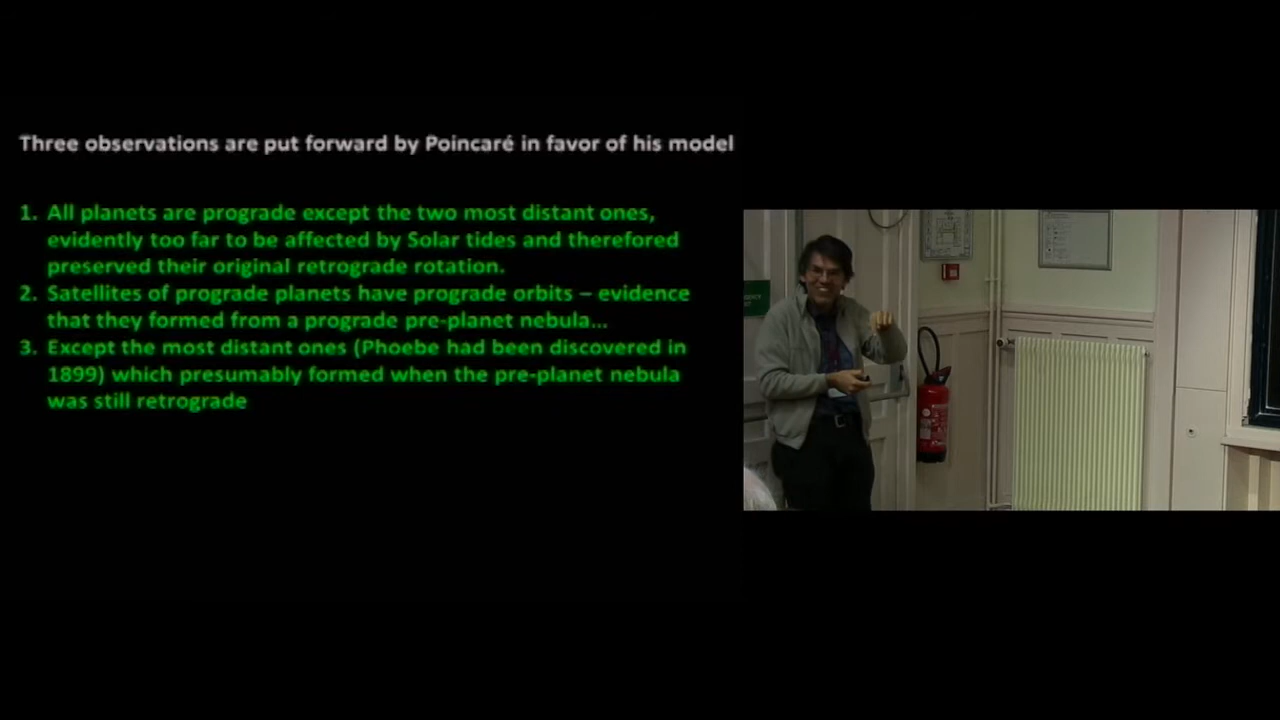 Three observations are put forward by Poincaré in favor of his model
1. All planets are prograde except the two most distant ones,
evidently too far to be affected by Solar tides and therefored
preserved their original retrograde rotation.
2. Satellites of prograde planets have prograde orbits – evidence
that they formed from a prograde pre-planet nebula...
3. Except the most distant ones (Phoebe had been discovered in
1899) which presumably formed when the pre-planet nebula
was still retrograde